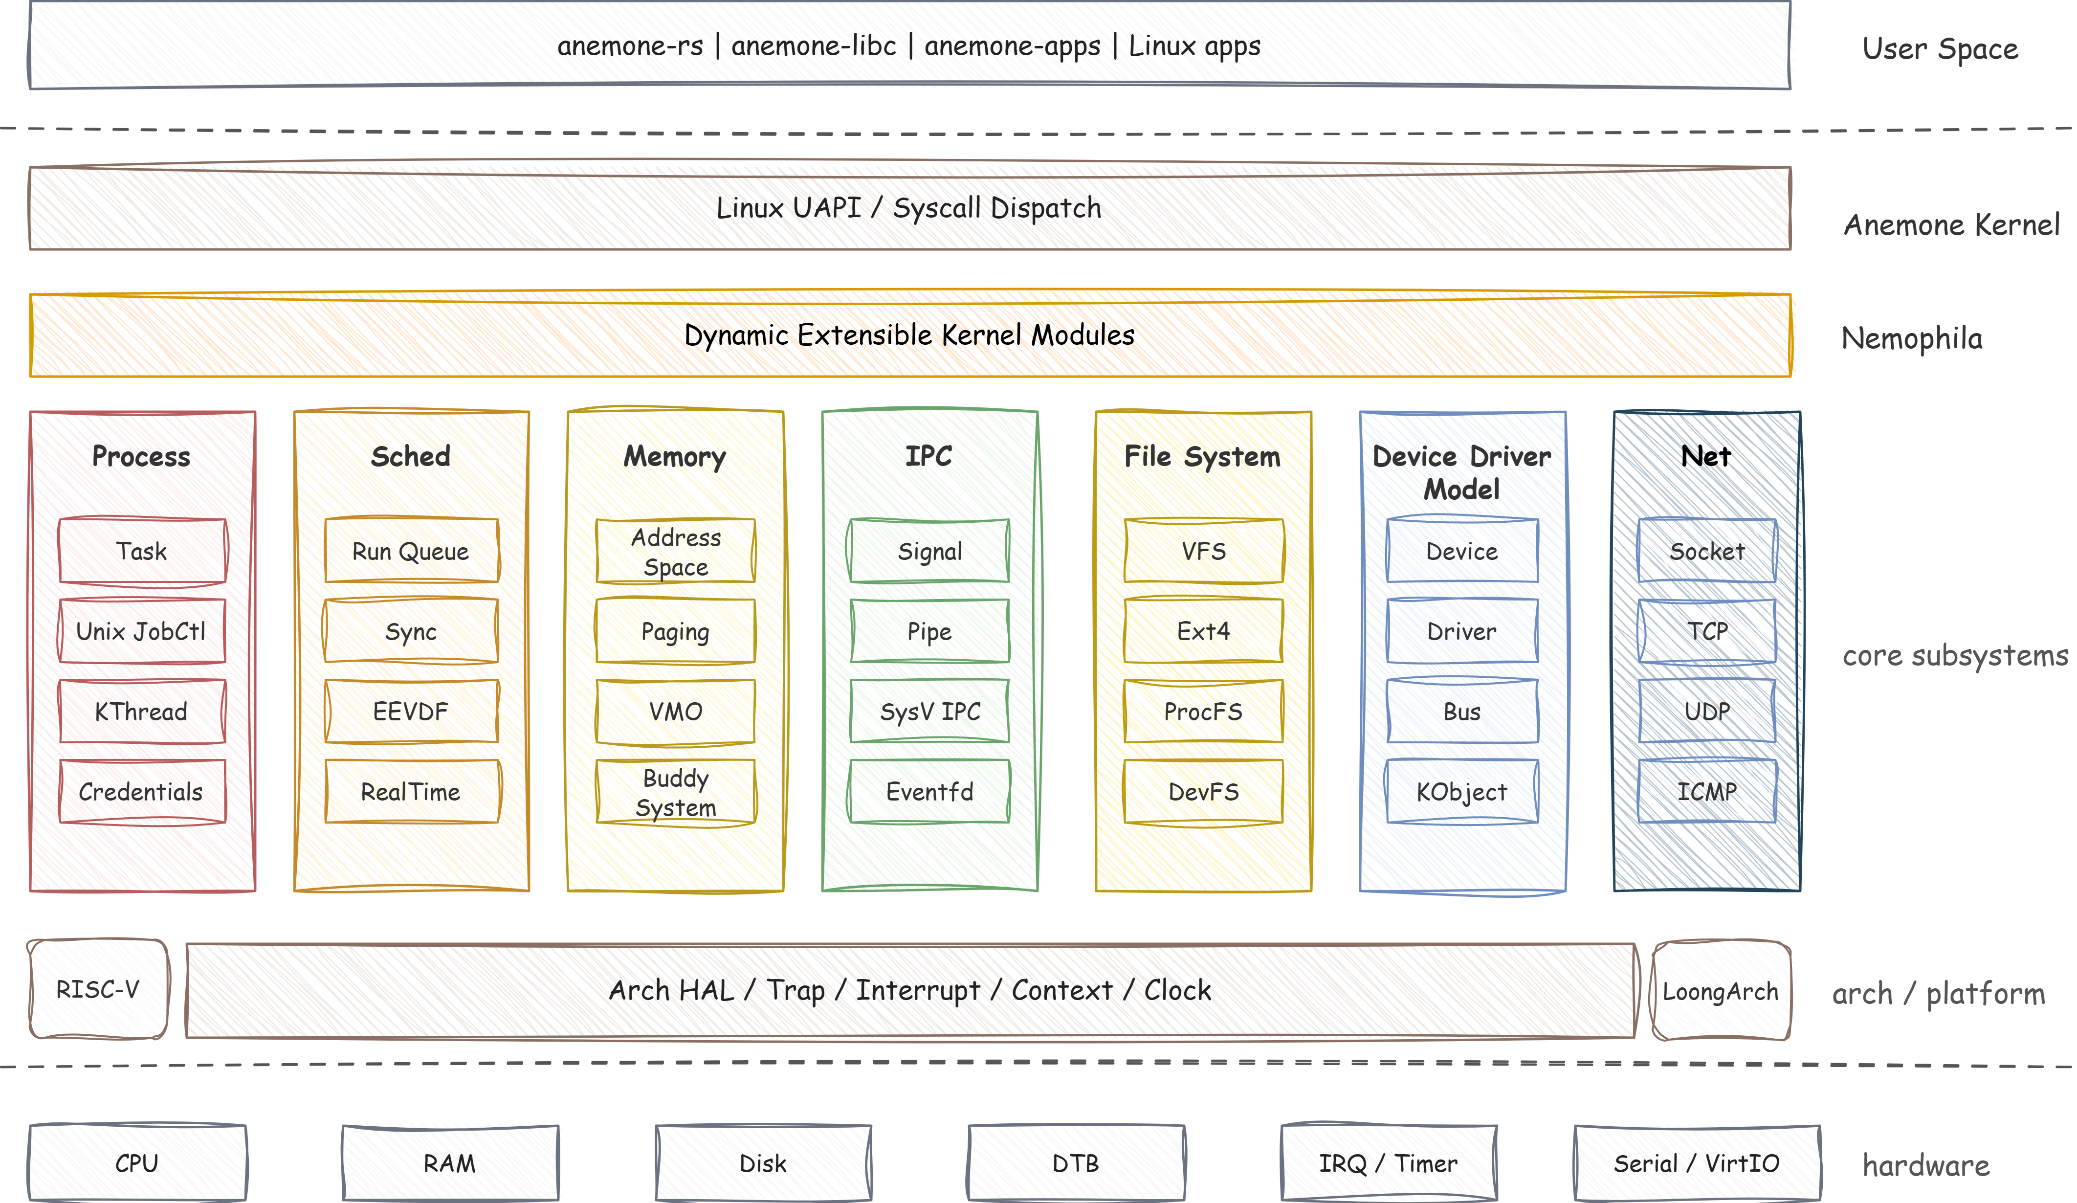 anemone-rs | anemone-libc | anemone-apps | Linux apps
User Space
Linux UAPI / Syscall Dispatch
Anemone Kernel
Dynamic Extensible Kernel Modules
Nemophila
Process
Task
Unix JobCtl
KThread
Credentials
Sched
Run Queue
Sync
EEVDF
RealTime
Memory
Address
Space
Paging
VMO
Buddy
System
IPC
Signal
Pipe
SysV IPC
Eventfd
File System
VFS
Ext4
ProcFS
DevFS
Device Driver
Model
Device
Driver
Bus
KObject
Net
Socket
TCP
UDP
ICMP
core subsystems
RISC-V
Arch HAL / Trap / Interrupt / Context / Clock
LoongArch
arch / platform
CPU
RAM
Disk
DTB
IRQ / Timer
Serial / VirtIO
hardware